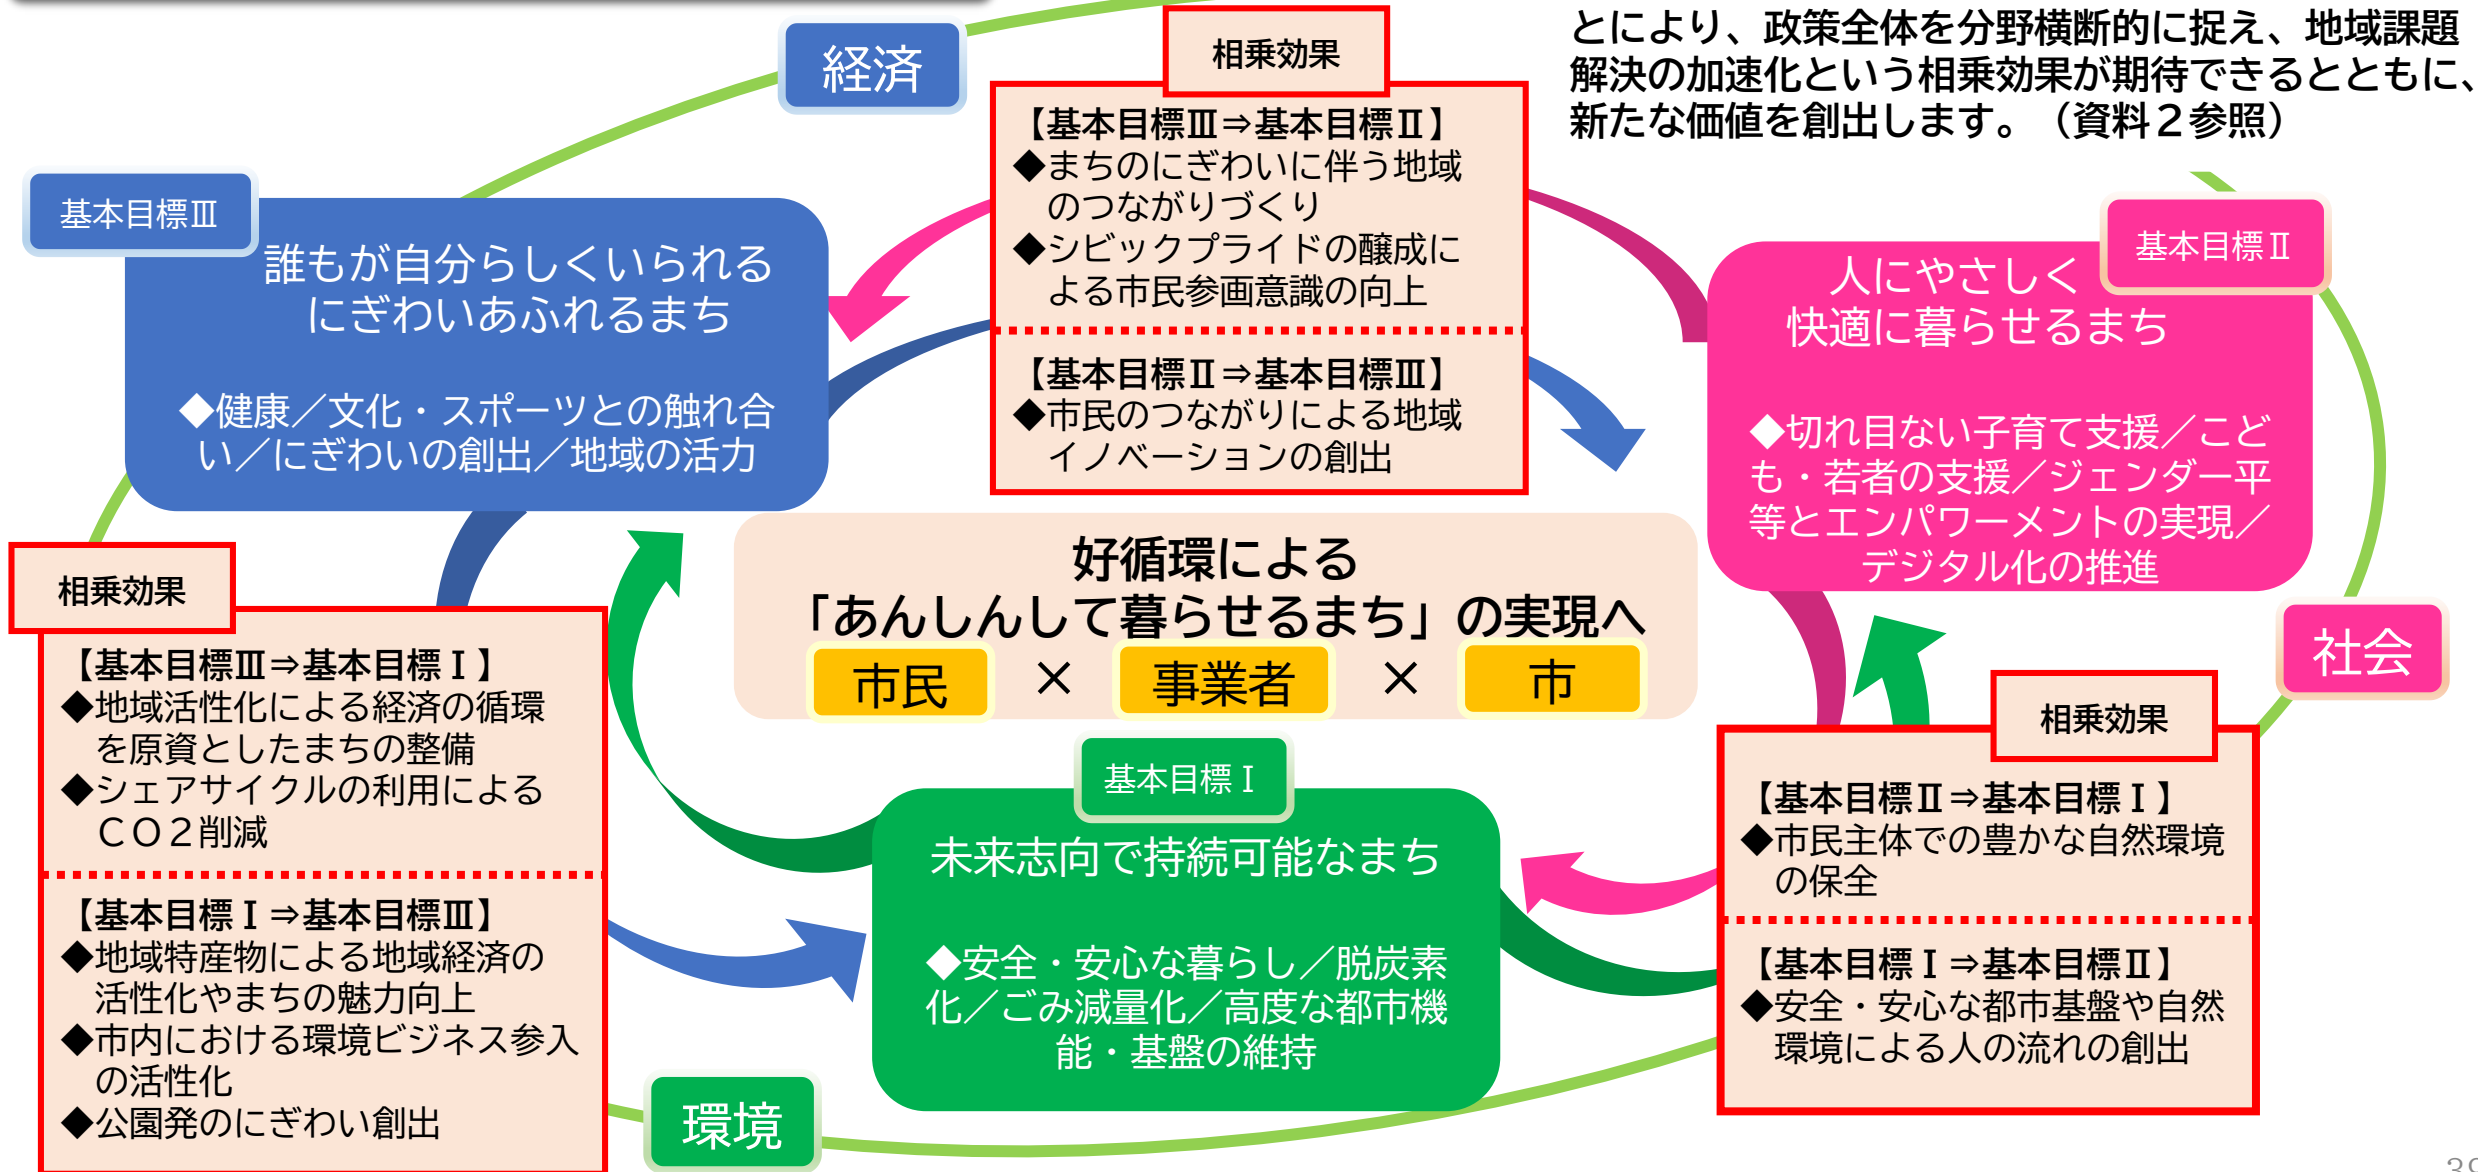 とにより、政策全体を分野横断的に捉え、地域課題
解決の加速化という相乗効果が期待できるとともに、
新たな価値を創出します。（資料２参照）
経済
相乗効果
【基本目標Ⅲ⇒基本目標Ⅱ】
◆まちのにぎわいに伴う地域
のつながりづくり
◆シビックプライドの醸成に
よる市民参画意識の向上
【基本目標Ⅱ⇒基本目標Ⅲ】
◆市民のつながりによる地域
イノベーションの創出
基本目標Ⅲ
誰もが自分らしくいられる
にぎわいあふれるまち
◆健康／文化・スポーツとの触れ合
い／にぎわいの創出／地域の活力
基本目標Ⅱ
人にやさしく
快適に暮らせるまち
◆切れ目ない子育て支援／こど
も・若者の支援／ジェンダー平
等とエンパワーメントの実現／
デジタル化の推進
好循環による
「あんしんして暮らせるまち」の実現へ
市民 × 事業者 × 市
社会
相乗効果
【基本目標Ⅲ⇒基本目標Ⅰ】
◆地域活性化による経済の循環
を原資としたまちの整備
◆シェアサイクルの利用による
ＣＯ２削減
【基本目標Ⅰ⇒基本目標Ⅲ】
◆地域特産物による地域経済の
活性化やまちの魅力向上
◆市内における環境ビジネス参入
の活性化
◆公園発のにぎわい創出
基本目標Ⅰ
未来志向で持続可能なまち
◆安全・安心な暮らし／脱炭素
化／ごみ減量化／高度な都市機
能・基盤の維持
相乗効果
【基本目標Ⅱ⇒基本目標Ⅰ】
◆市民主体での豊かな自然環境
の保全
【基本目標Ⅰ⇒基本目標Ⅱ】
◆安全・安心な都市基盤や自然
環境による人の流れの創出
環境